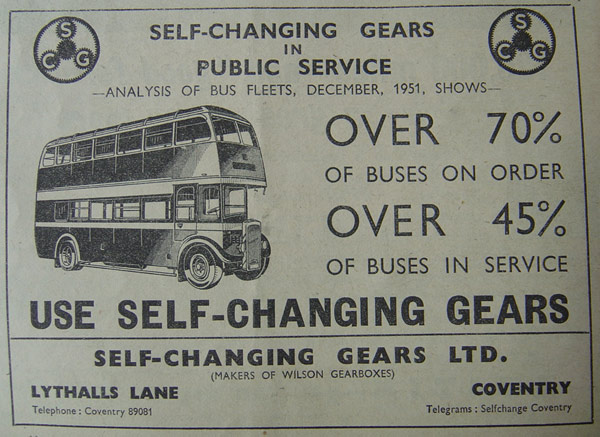 S
C G
SELF-CHANGING GEARS
IN
PUBLIC SERVICE
S
C G
—ANALYSIS OF BUS FLEETS, DECEMBER, 1951, SHOWS—
OVER 70%
OF BUSES ON ORDER
OVER 45%
OF BUSES IN SERVICE
USE SELF-CHANGING GEARS
SELF-CHANGING GEARS LTD.
(MAKERS OF WILSON GEARBOXES)
LYTHALLS LANE COVENTRY
Telephone : Coventry 89081 Telegrams : Selfchange Coventry